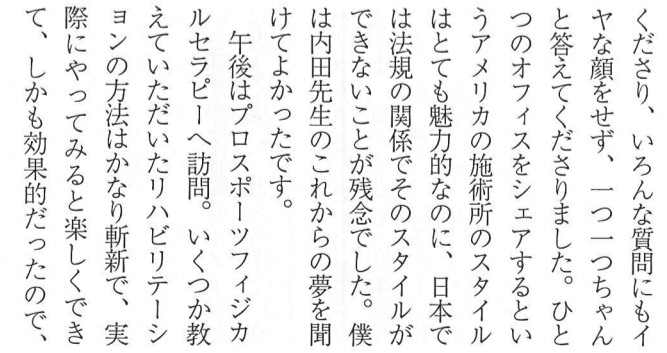 くださり、いろんな質問にもイ
ヤな顔をせず、一つ一つちゃん
と答えてくださりました。ひと
つのオフィスをシェアするとい
うアメリカの施術所のスタイル
はとても魅力的なのに、日本で
は法規の関係でそのスタイルが
できないことが残念でした。僕
は内田先生のこれからの夢を聞
けてよかったです。
午後はプロスポーツフィジカ
ルセラピーへ訪問。いくつか教
えていただいたリハビリテーシ
ョンの方法はかなり斬新で、実
際にやってみると楽しくでき
て、しかも効果的だったので、